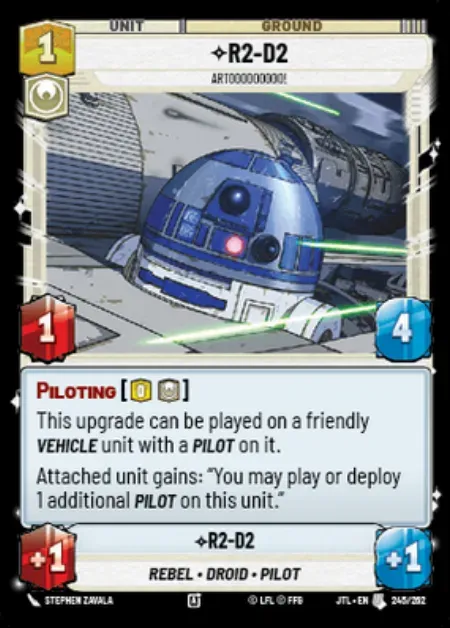 UNIT GROUND
1
✧R2-D2
ARTOOOOOOOOO!
1
4
PILOTING [0 ]
This upgrade can be played on a friendly
VEHICLE unit with a PILOT on it.
Attached unit gains: “You may play or deploy
1 additional PILOT on this unit.”
✧R2-D2
+1
+1
REBEL • DROID • PILOT
STEPHEN ZAVALA A © LFL © FFG JTL • EN 245/262